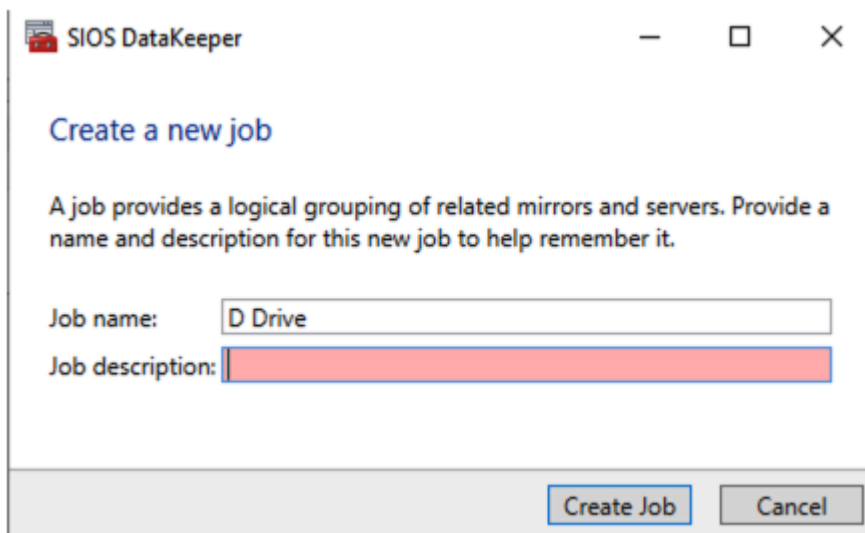 SIOS DataKeeper
Create a new job
A job provides a logical grouping of related mirrors and servers. Provide a
name and description for this new job to help remember it.
Job name: D Drive
Job description:
Create Job Cancel